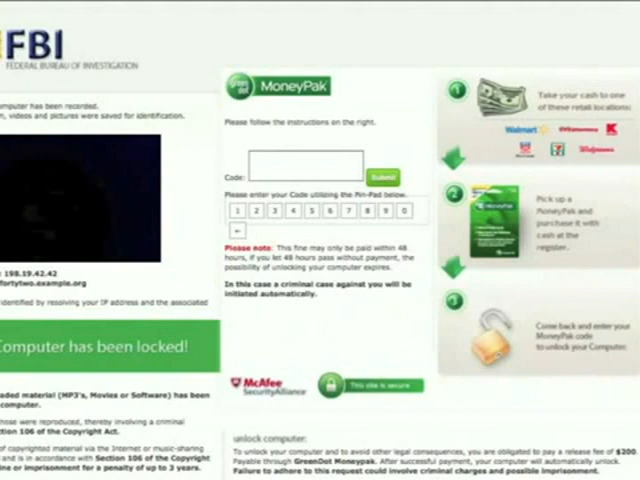 FBI
FEDERAL BUREAU OF INVESTIGATION
omputer has been recorded.
n, videos and pictures were saved for identification.
: 198.19.42.42
fortytwo.example.org
identified by resolving your IP address and the associated
Computer has been locked!
aded material (MP3's, Movies or Software) has been
computer.
those were reproduced, thereby involving a criminal
ction 106 of the Copyright Act.
of copyrighted material via the Internet or music-sharing
and is in accordance with Section 106 of the Copyright
ine or imprisonment for a penalty of up to 3 years.
green dot MoneyPak
Please follow the instructions on the right.
Code:
Submit
Please enter your Code utilizing the Pin-Pad below.
1 2 3 4 5 6 7 8 9 0
←
Please note: This fine may only be paid within 48
hours, if you let 48 hours pass without payment, the
possibility of unlocking your computer expires.
In this case a criminal case against you will be
initiated automatically.
McAfee
SecurityAlliance
This site is secure
1
Take your cash to one
of these retail locations:
Walmart
K
7
Walgreens
2
Pick up a
MoneyPak and
purchase it with
cash at the
register.
3
Come back and enter your
MoneyPak code
to unlock your Computer.
unlock computer:
To unlock your computer and to avoid other legal consequences, you are obligated to pay a release fee of $200
Payable through GreenDot Moneypak. After successful payment, your computer will automatically unlock.
Failure to adhere to this request could involve criminal charges and possible imprisonment.